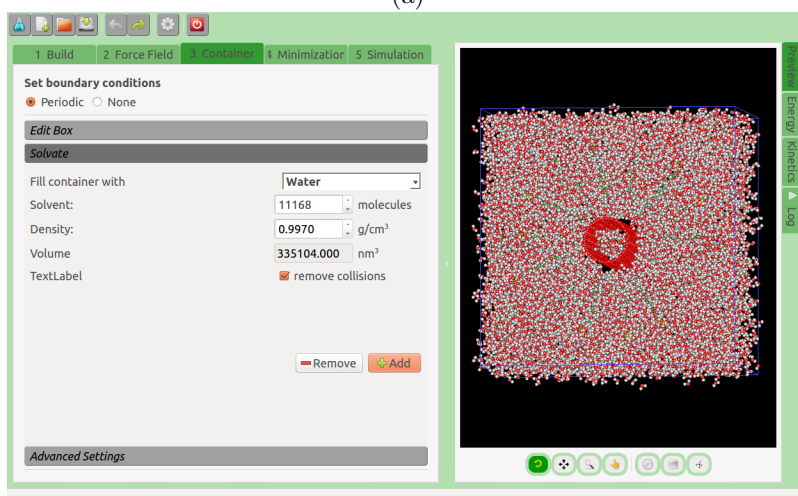 (a)
1 Build 2 Force Field 3 Container 4 Minimization 5 Simulation
Set boundary conditions
Periodic None
Edit Box
Solvate
Fill container with Water
Solvent: 11168 molecules
Density: 0.9970 g/cm³
Volume 335104.000 nm³
TextLabel remove collisions
Remove Add
Advanced Settings
Preview
Energy
Kinetics
Log